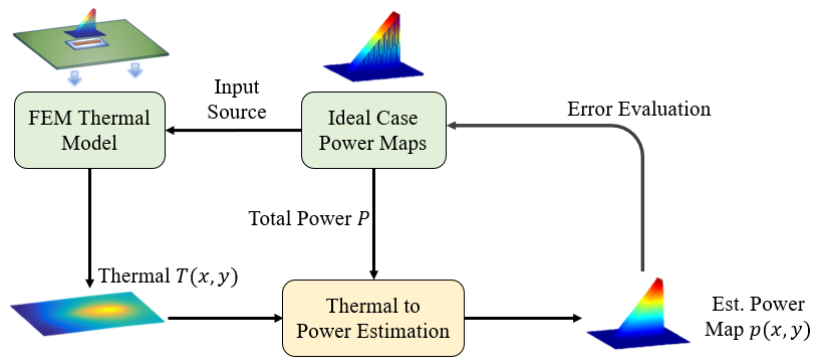 Input
Source
Error Evaluation
FEM Thermal
Model
Ideal Case
Power Maps
Total Power P
Thermal T(x, y)
Thermal to
Power Estimation
Est. Power
Map p(x, y)